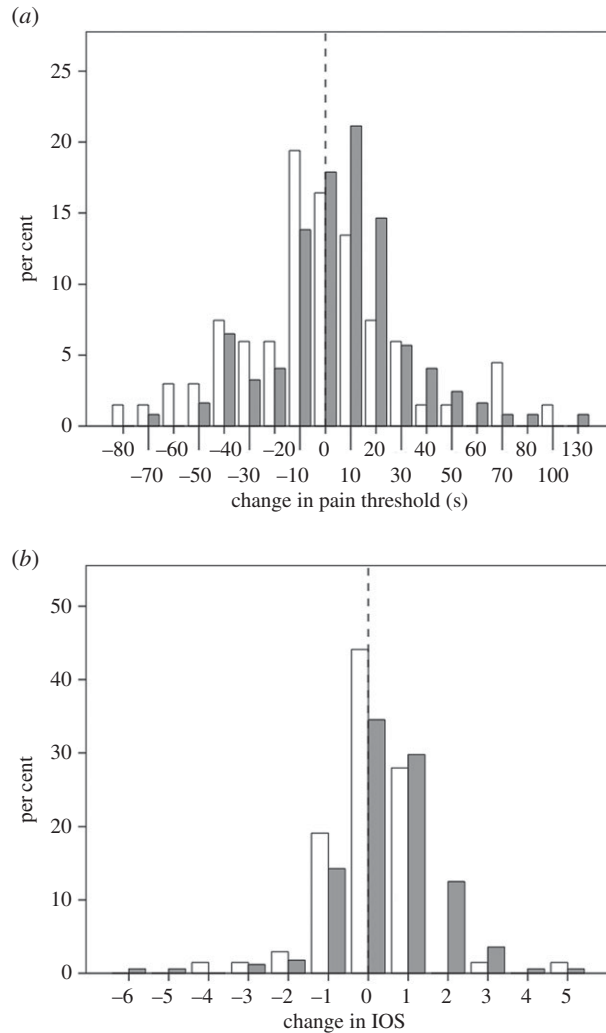 (a)
25
20
15
10
5
0
per cent
–80 –60 –40 –20 0 20 40 60 80 130
–70 –50 –30 –10 10 30 50 70 100
change in pain threshold (s)
(b)
50
40
30
20
10
0
per cent
–6 –5 –4 –3 –2 –1 0 1 2 3 4 5
change in IOS